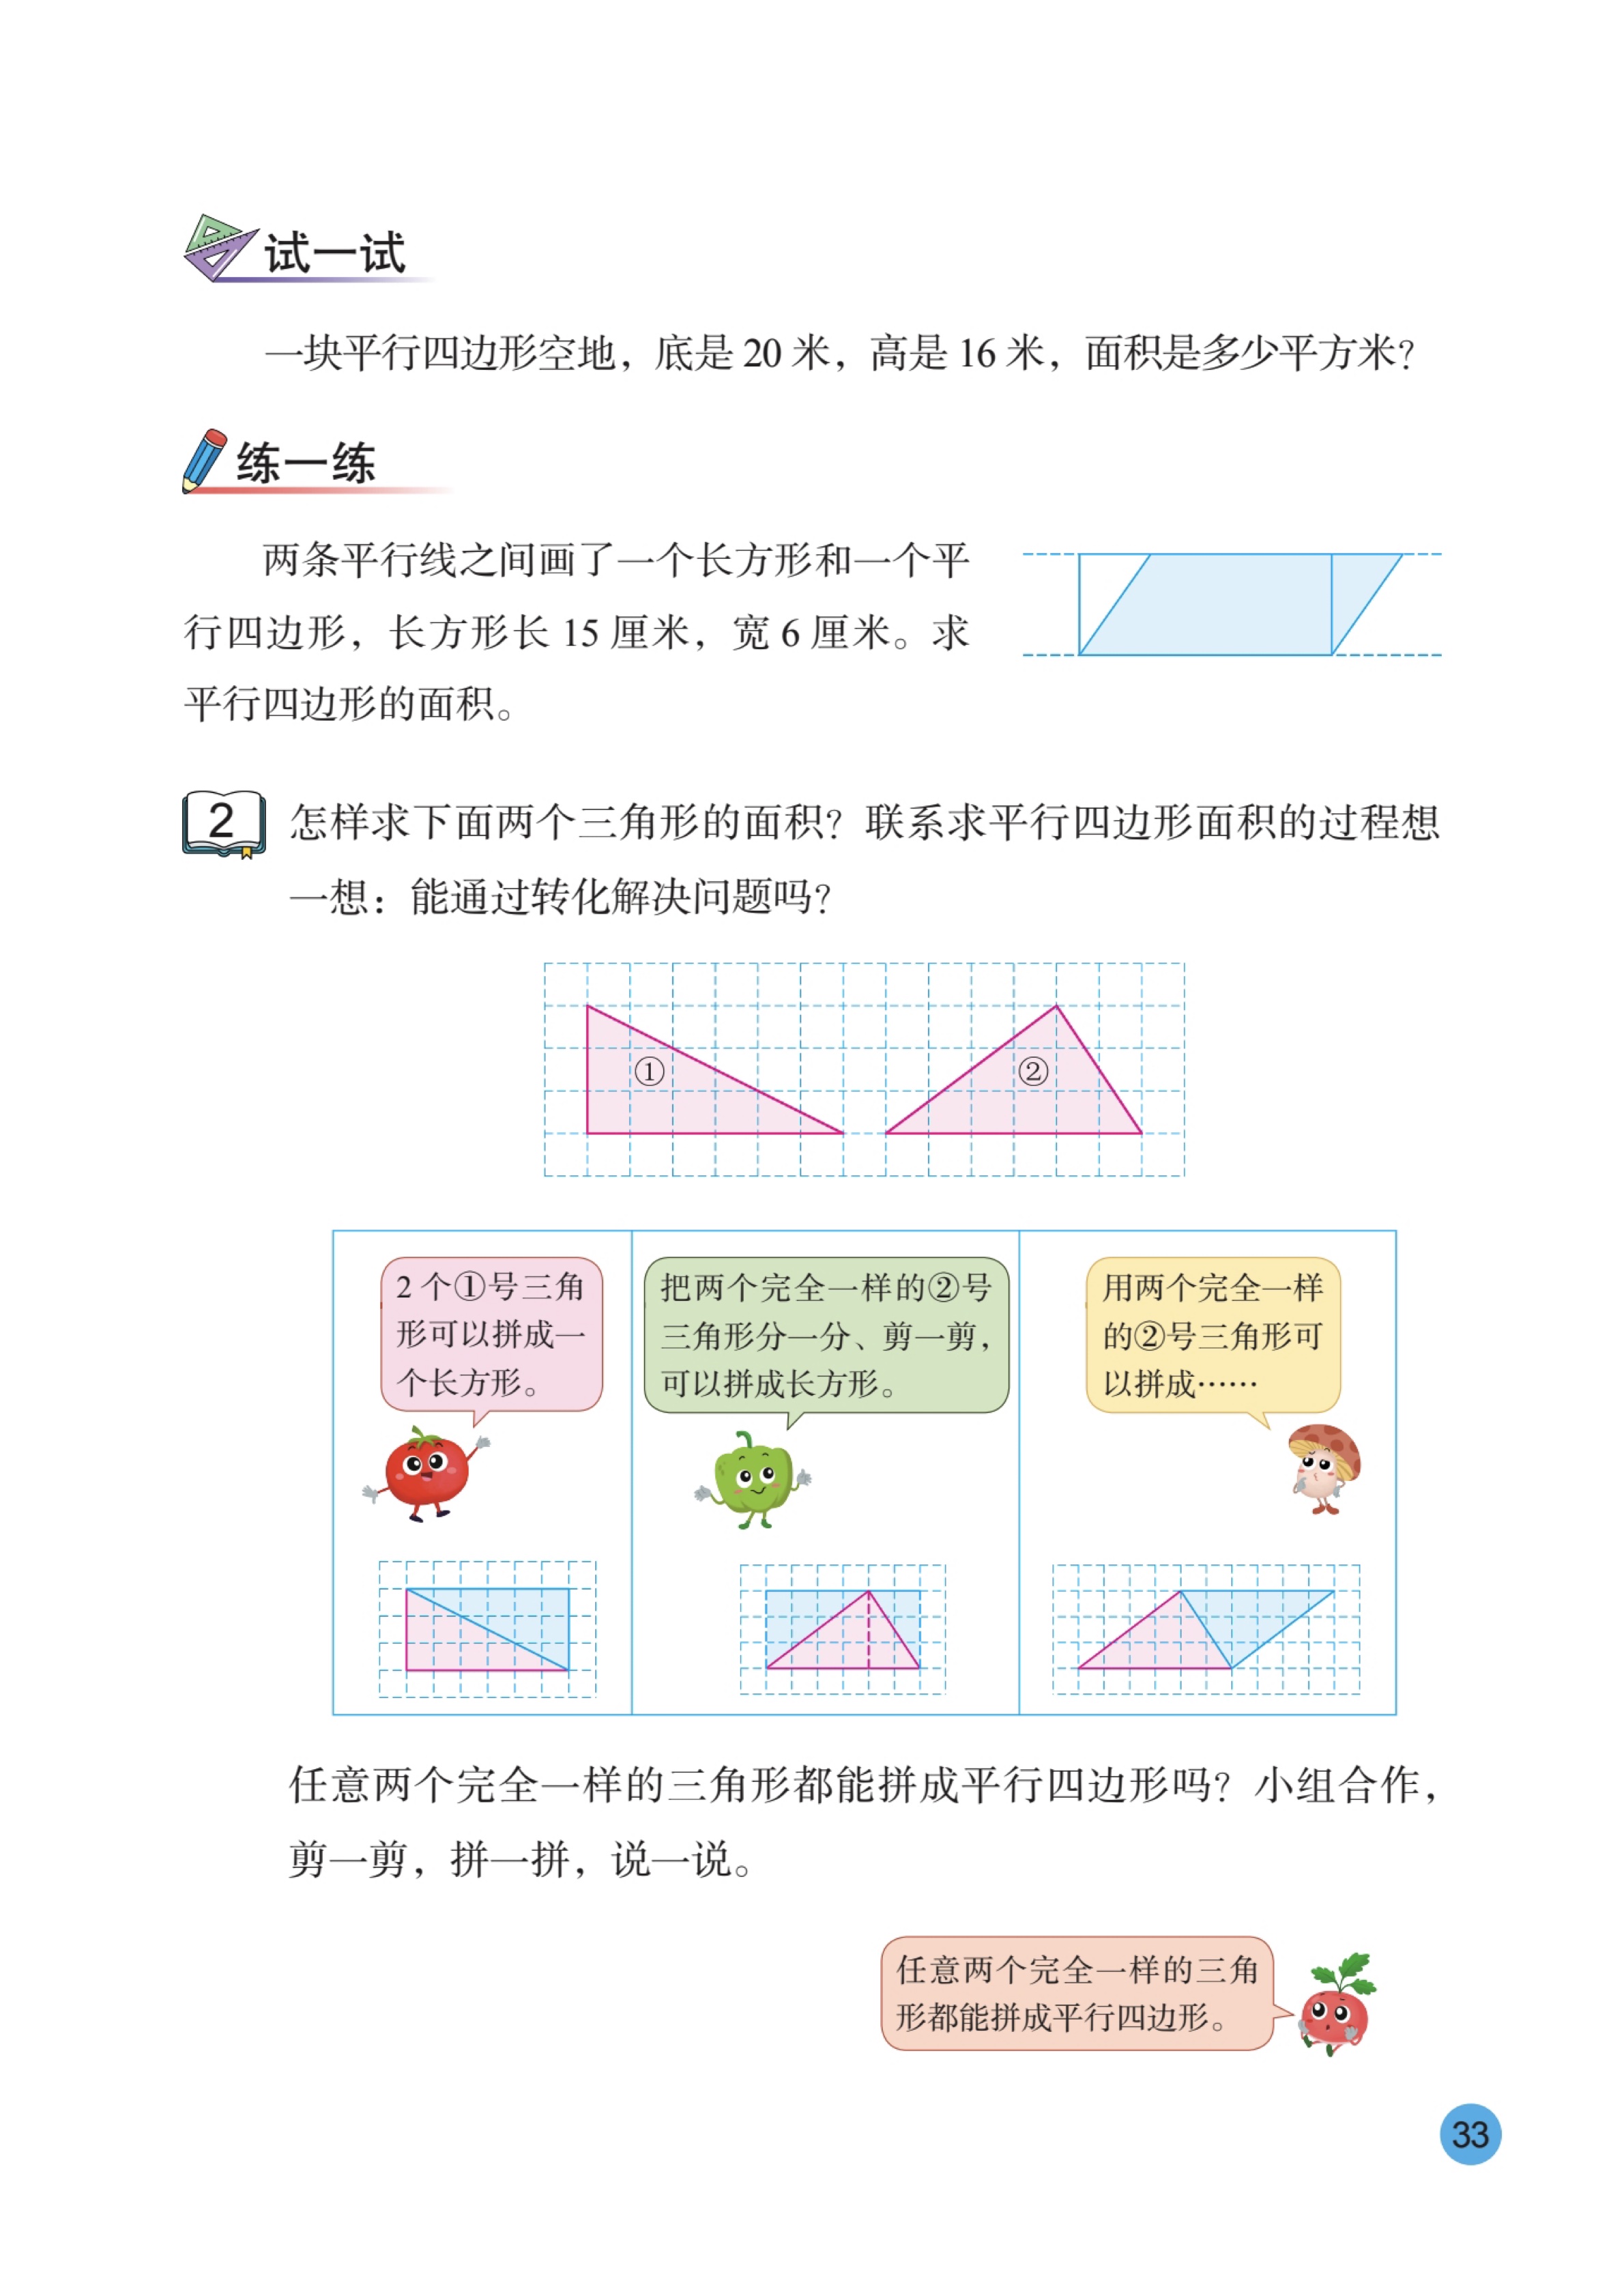 试一试
一块平行四边形空地，底是 20 米，高是 16 米，面积是多少平方米？
练一练
两条平行线之间画了一个长方形和一个平
行四边形，长方形长 15 厘米，宽 6 厘米。求
平行四边形的面积。
2 怎样求下面两个三角形的面积？联系求平行四边形面积的过程想
一想：能通过转化解决问题吗？
① ②
2 个①号三角
形可以拼成一
个长方形。
把两个完全一样的②号
三角形分一分、剪一剪，
可以拼成长方形。
用两个完全一样
的②号三角形可
以拼成……
任意两个完全一样的三角形都能拼成平行四边形吗？小组合作，
剪一剪，拼一拼，说一说。
任意两个完全一样的三角
形都能拼成平行四边形。
33